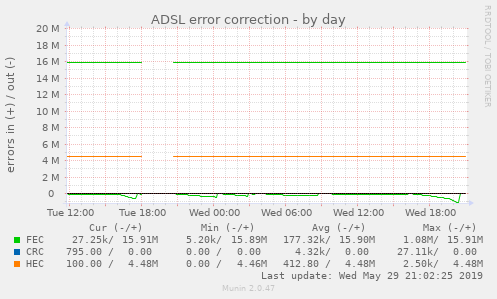 ADSL error correction - by day
RRDTOOL / TOBI OETIKER
errors in (+) / out (-)
20 M
18 M
16 M
14 M
12 M
10 M
8 M
6 M
4 M
2 M
0
Tue 12:00 Tue 18:00 Wed 00:00 Wed 06:00 Wed 12:00 Wed 18:00
Cur (-/+) Min (-/+) Avg (-/+) Max (-/+)
FEC 27.25k/ 15.91M 5.20k/ 15.89M 177.32k/ 15.90M 1.08M/ 15.91M
CRC 795.00 / 0.00 0.00 / 0.00 4.32k/ 0.00 27.11k/ 0.00
HEC 100.00 / 4.48M 0.00 / 4.46M 412.80 / 4.48M 2.50k/ 4.48M
Last update: Wed May 29 21:02:25 2019
Munin 2.0.47